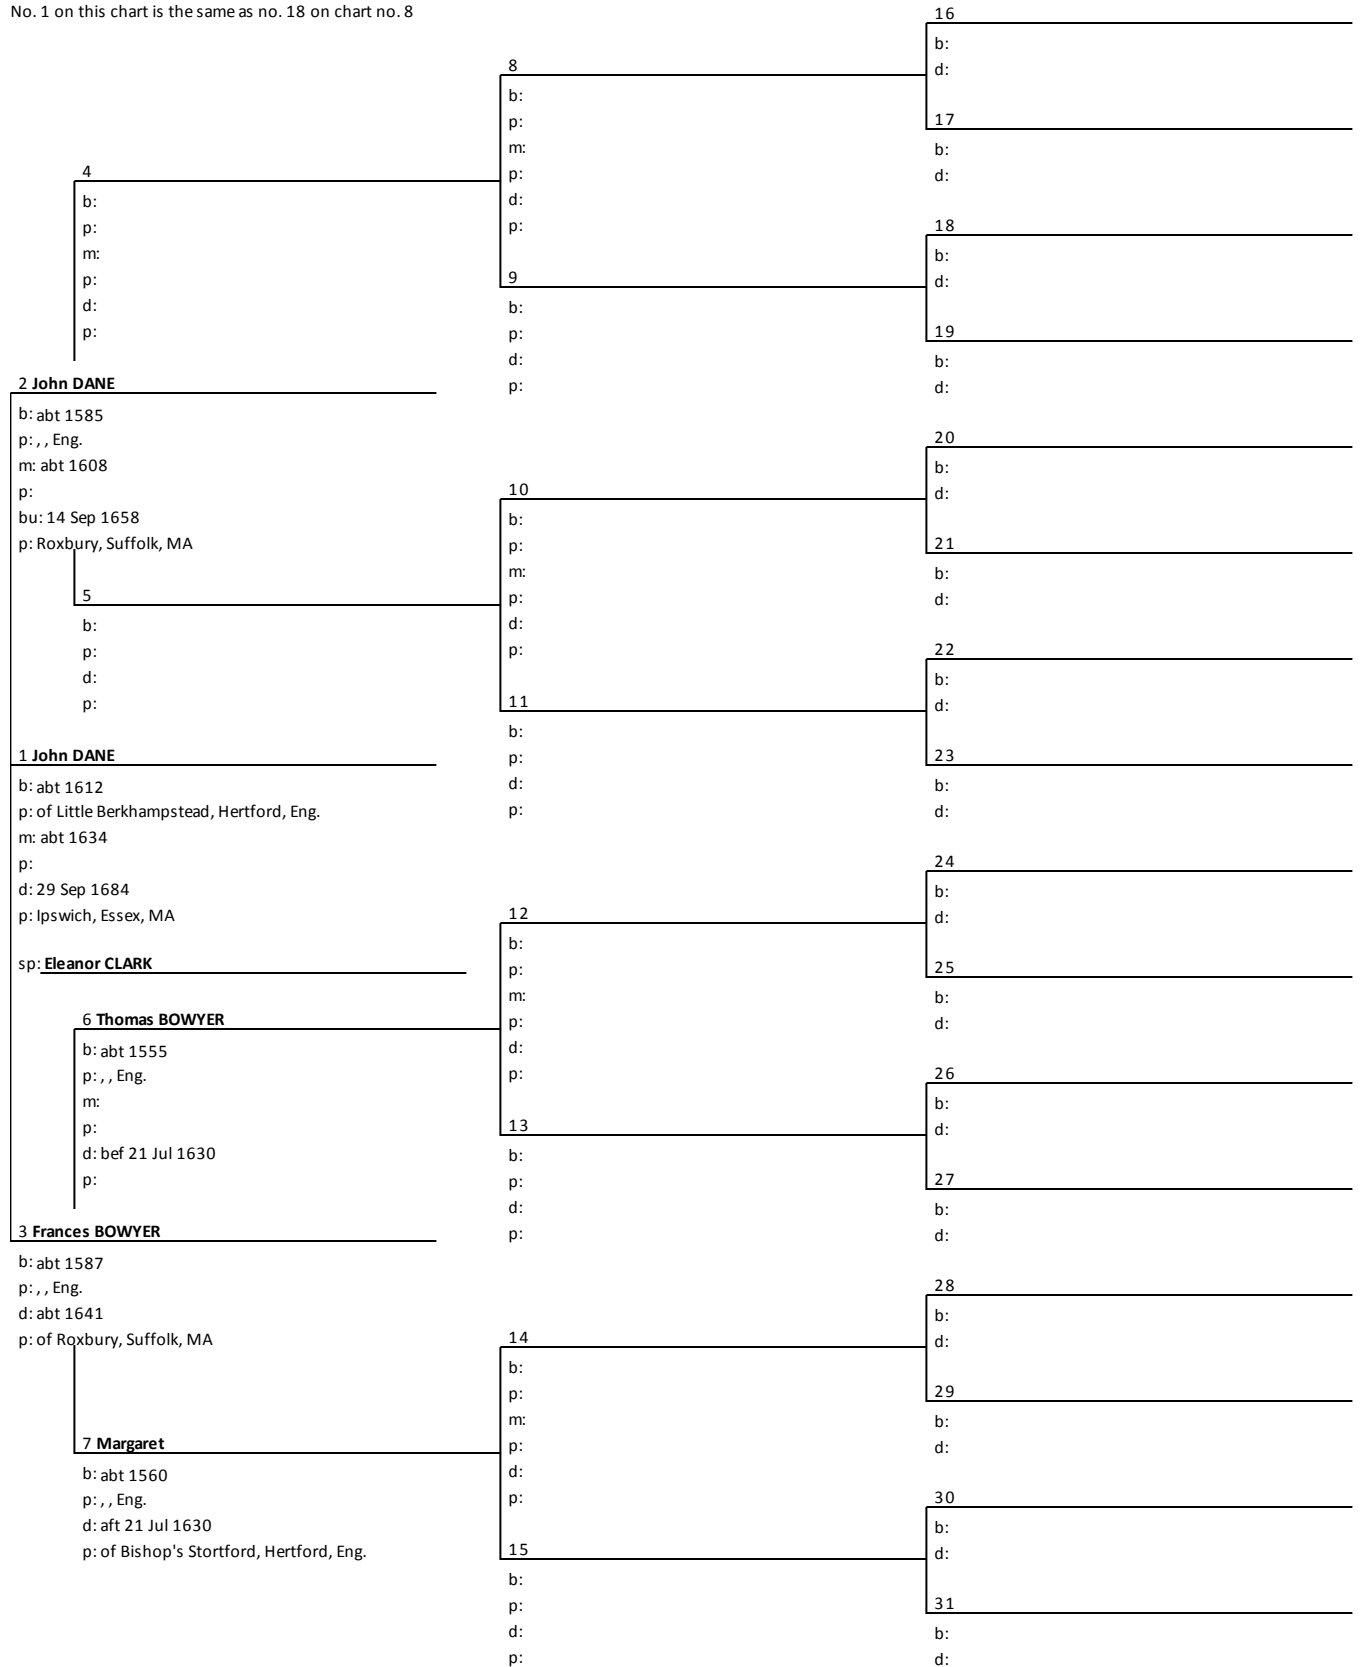 No. 1 on this chart is the same as no. 18 on chart no. 8
4
b:
p:
m:
p:
d:
p:
2 John DANE
b: abt 1585
p: , , Eng.
m: abt 1608
p:
bu: 14 Sep 1658
p: Roxbury, Suffolk, MA
5
b:
p:
d:
p:
1 John DANE
b: abt 1612
p: of Little Berkhampstead, Hertford, Eng.
m: abt 1634
p:
d: 29 Sep 1684
p: Ipswich, Essex, MA
sp: Eleanor CLARK
6 Thomas BOWYER
b: abt 1555
p: , , Eng.
m:
p:
d: bef 21 Jul 1630
p:
3 Frances BOWYER
b: abt 1587
p: , , Eng.
d: abt 1641
p: of Roxbury, Suffolk, MA
7 Margaret
b: abt 1560
p: , , Eng.
d: aft 21 Jul 1630
p: of Bishop's Stortford, Hertford, Eng.
8
b:
p:
m:
p:
d:
p:
9
b:
p:
d:
p:
10
b:
p:
m:
p:
d:
p:
11
b:
p:
d:
p:
12
b:
p:
m:
p:
d:
p:
13
b:
p:
d:
p:
14
b:
p:
m:
p:
d:
p:
15
b:
p:
d:
p:
16
b:
d:
17
b:
d:
18
b:
d:
19
b:
d:
20
b:
d:
21
b:
d:
22
b:
d:
23
b:
d:
24
b:
d:
25
b:
d:
26
b:
d:
27
b:
d:
28
b:
d:
29
b:
d:
30
b:
d:
31
b:
d: